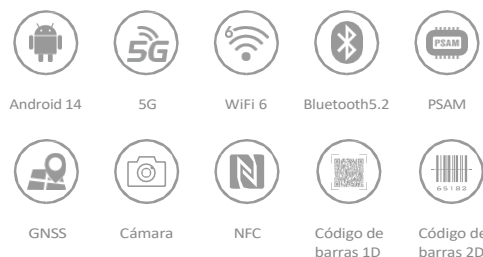 6
5G
PSAM
Android 14
5G
WiFi 6
Bluetooth5.2
PSAM
65182
GNSS
Cámara
NFC
Código de
barras 1D
Código de
barras 2D